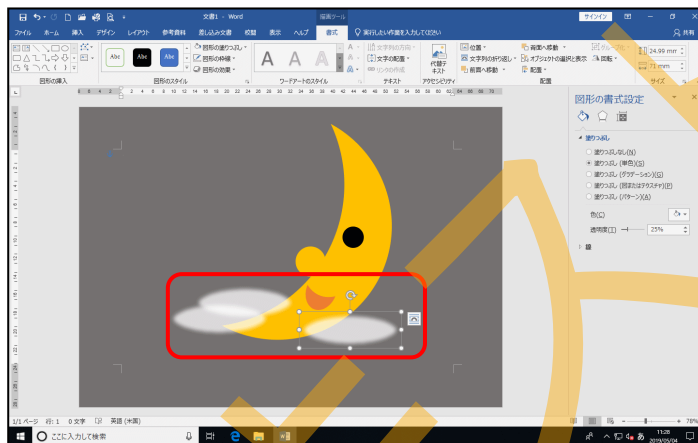 文書1 - Word
描画ツール
サインイン
ファイル ホーム 挿入 デザイン レイアウト 参考資料 差し込み文書 校閲 表示 ヘルプ 書式 実行したい作業を入力してください 共有
Abc Abc Abc
図形の塗りつぶし
図形の枠線
図形の効果
A A A
文字列の方向
文字の配置
リンクの作成
代替テキスト
位置
文字列の折り返し
前面へ移動
背面へ移動
オブジェクトの選択と表示
配置
回転
24.99 mm
71 mm
図形の挿入 図形のスタイル ワードアートのスタイル テキスト アクセシビリティ 配置 サイズ
図形の書式設定
塗りつぶし
塗りつぶしなし(N)
塗りつぶし (単色)(S)
塗りつぶし (グラデーション)(G)
塗りつぶし (図またはテクスチャ)(P)
塗りつぶし (パターン)(A)
色(C)
透明度(T) 25%
線
1/1 ページ 行: 1 0 文字 英語 (米国) 78%
ここに入力して検索
あ
11:28
2019/05/04